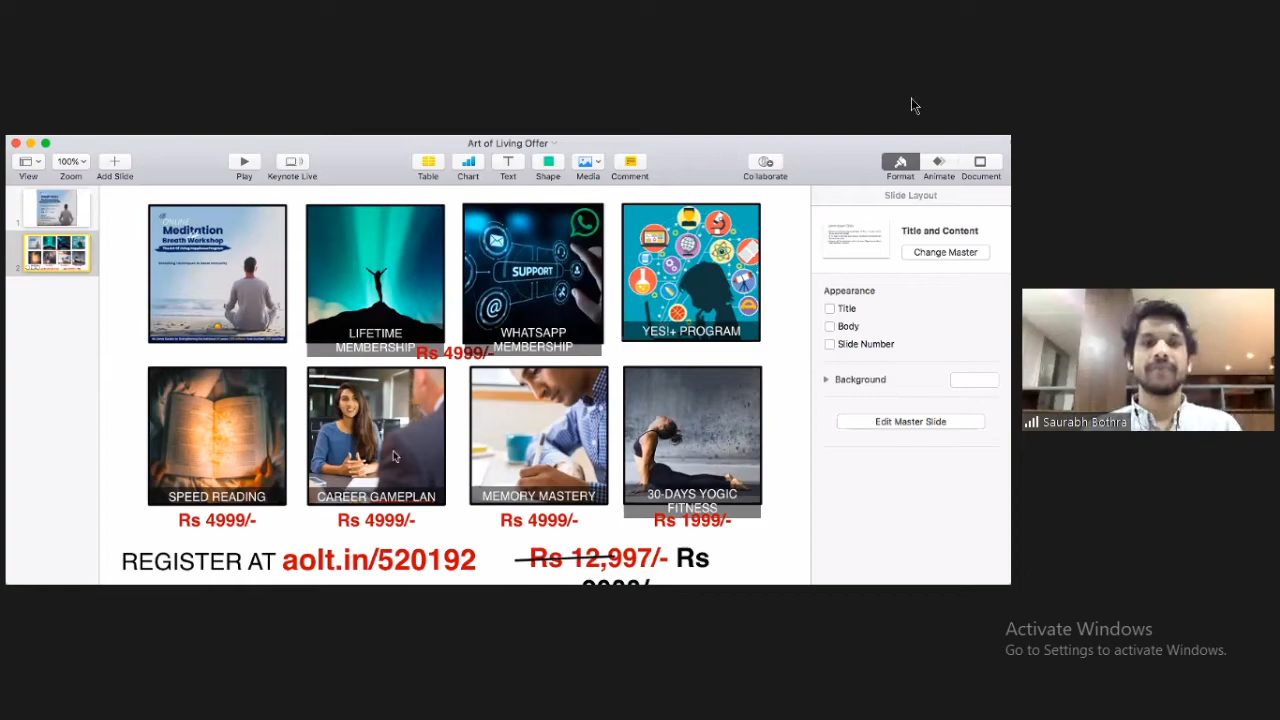 Art of Living Offer
100%
View
Zoom
Add Slide
Play
Keynote Live
Table
Chart
Text
Shape
Media
Comment
Collaborate
Format
Animate
Document
1
2
Meditation
Breath Workshop
LIFETIME
MEMBERSHIP
SUPPORT
WHATSAPP
MEMBERSHIP
Rs 4999/-
YES!+ PROGRAM
SPEED READING
Rs 4999/-
CAREER GAMEPLAN
Rs 4999/-
MEMORY MASTERY
Rs 4999/-
30-DAYS YOGIC
FITNESS
Rs 1999/-
REGISTER AT aolt.in/520192
Rs 12,997/- Rs
Slide Layout
Title and Content
Change Master
Appearance
Title
Body
Slide Number
Background
Edit Master Slide
Saurabh Bothra
Activate Windows
Go to Settings to activate Windows.